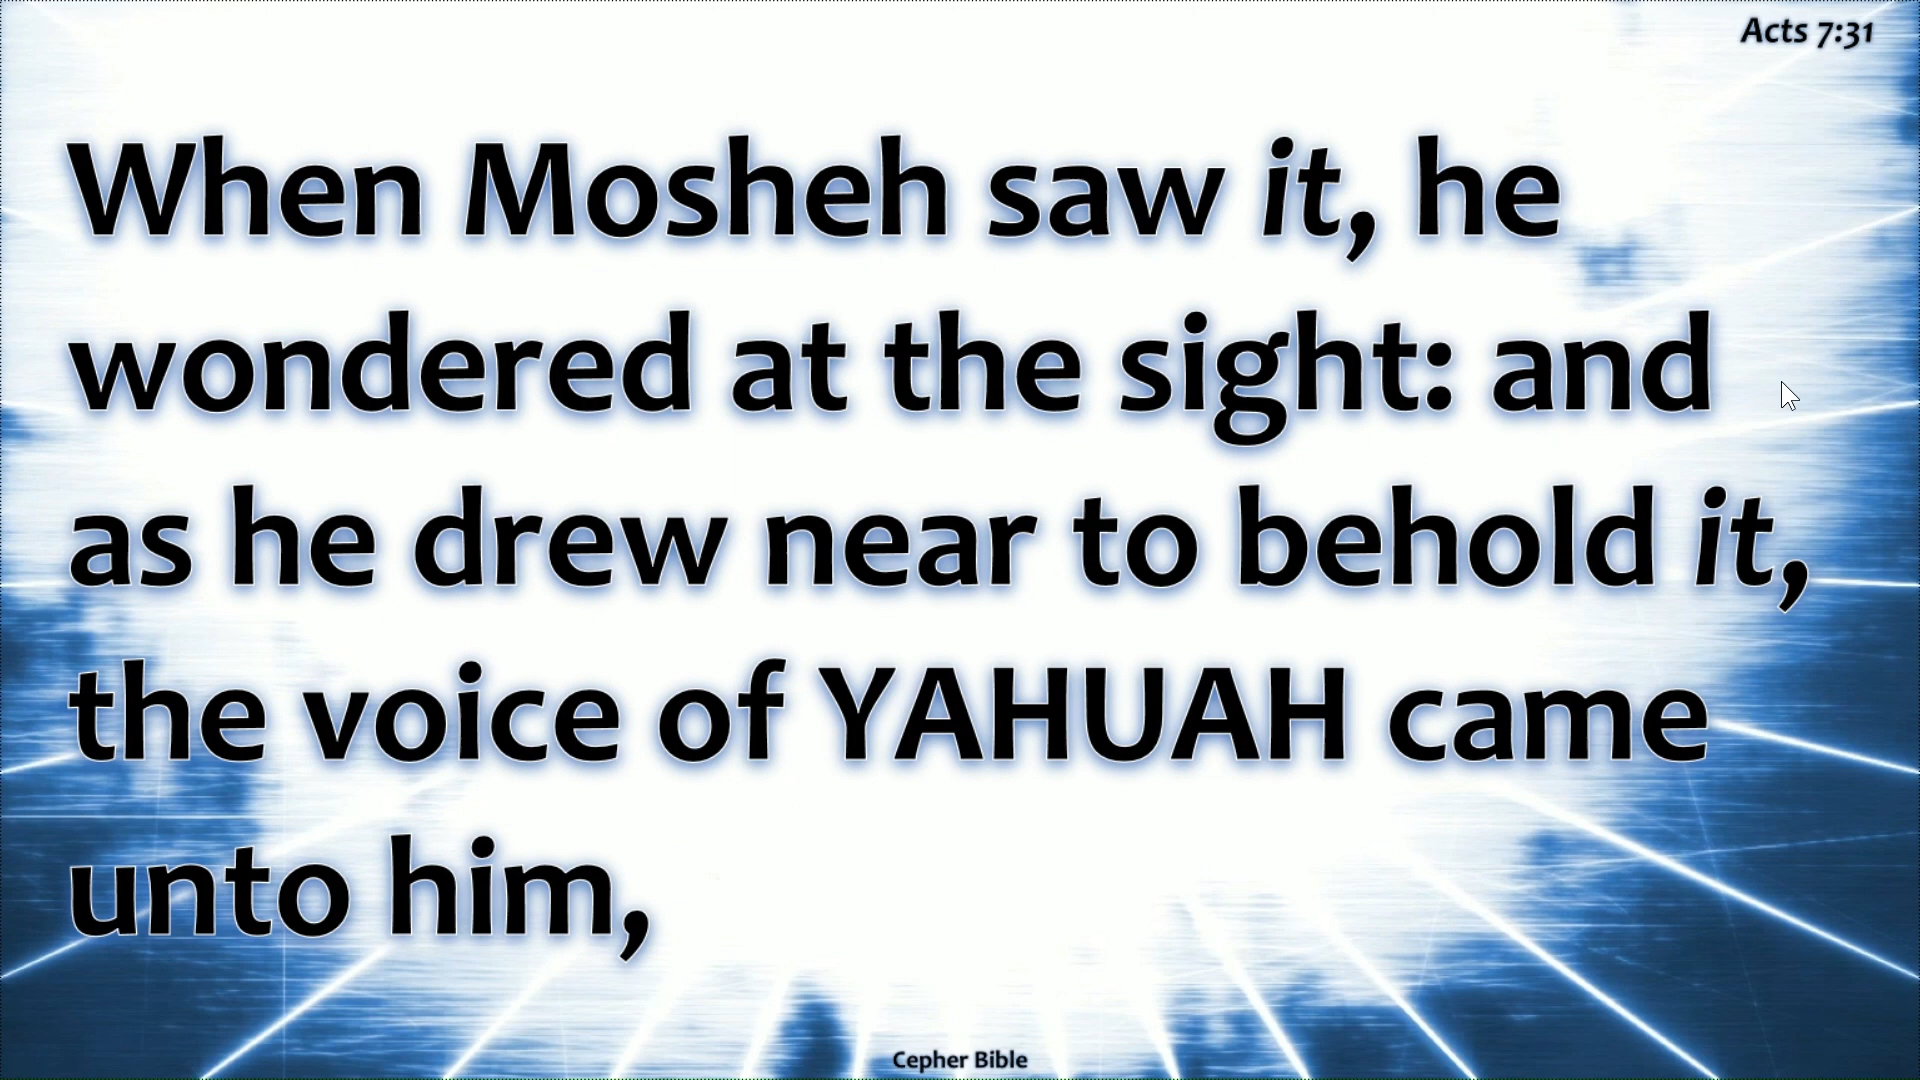 Acts 7:31
When Mosheh saw it, he
wondered at the sight: and
as he drew near to behold it,
the voice of YAHUAH came
unto him,
Cepher Bible